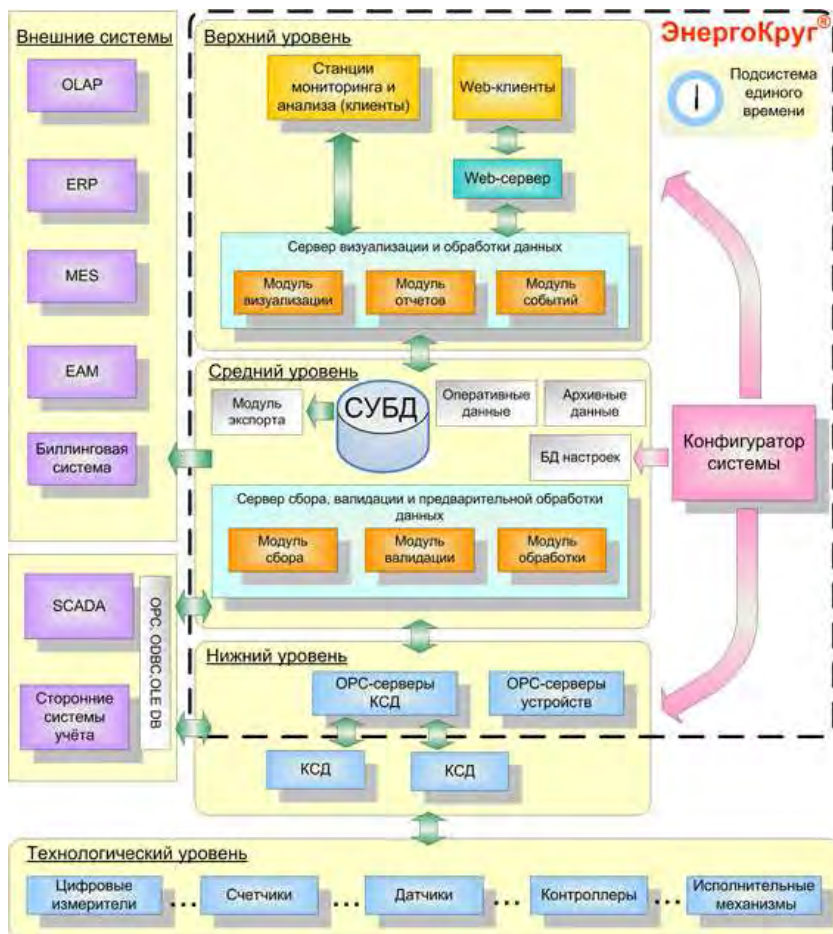 Внешние системы
OLAP
ERP
MES
EAM
Биллинговая
система
SCADA
Сторонние
системы
учёта
OPC, ODBC,OLE DB
Верхний уровень
ЭнергоКруг®
Станции
мониторинга и
анализа (клиенты)
Web-клиенты
Подсистема
единого
времени
Web-сервер
Сервер визуализации и обработки данных
Модуль
визуализации
Модуль
отчетов
Модуль
событий
Средний уровень
Модуль
экспорта
СУБД
Оперативные
данные
Архивные
данные
БД настроек
Конфигуратор
системы
Сервер сбора, валидации и предварительной обработки
данных
Модуль
сбора
Модуль
валидации
Модуль
обработки
Нижний уровень
ОРС-серверы
КСД
ОРС-серверы
устройств
КСД
КСД
Технологический уровень
Цифровые
измерители
...
Счетчики
...
Датчики
...
Контроллеры
...
Исполнительные
механизмы